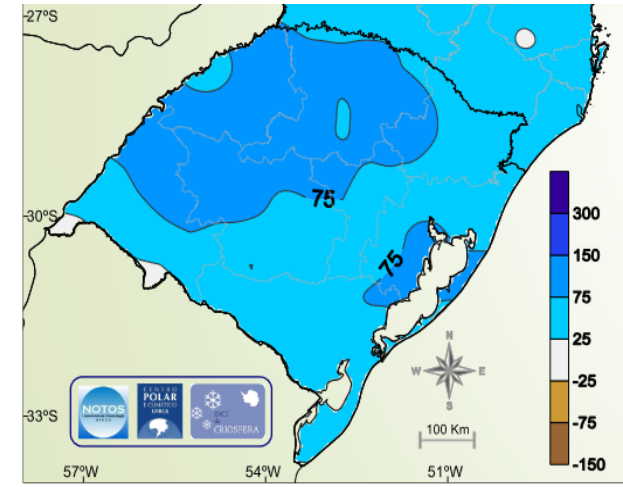 -27°S
75
300
-30°S
150
75
75
25
-25
N
W E
S
-75
100 Km
-33°S
-150
NOTOS
CENTRO
POLAR
E CLIMÁTICO
UFRGS
CRIOSFERA
57°W
54°W
51°W